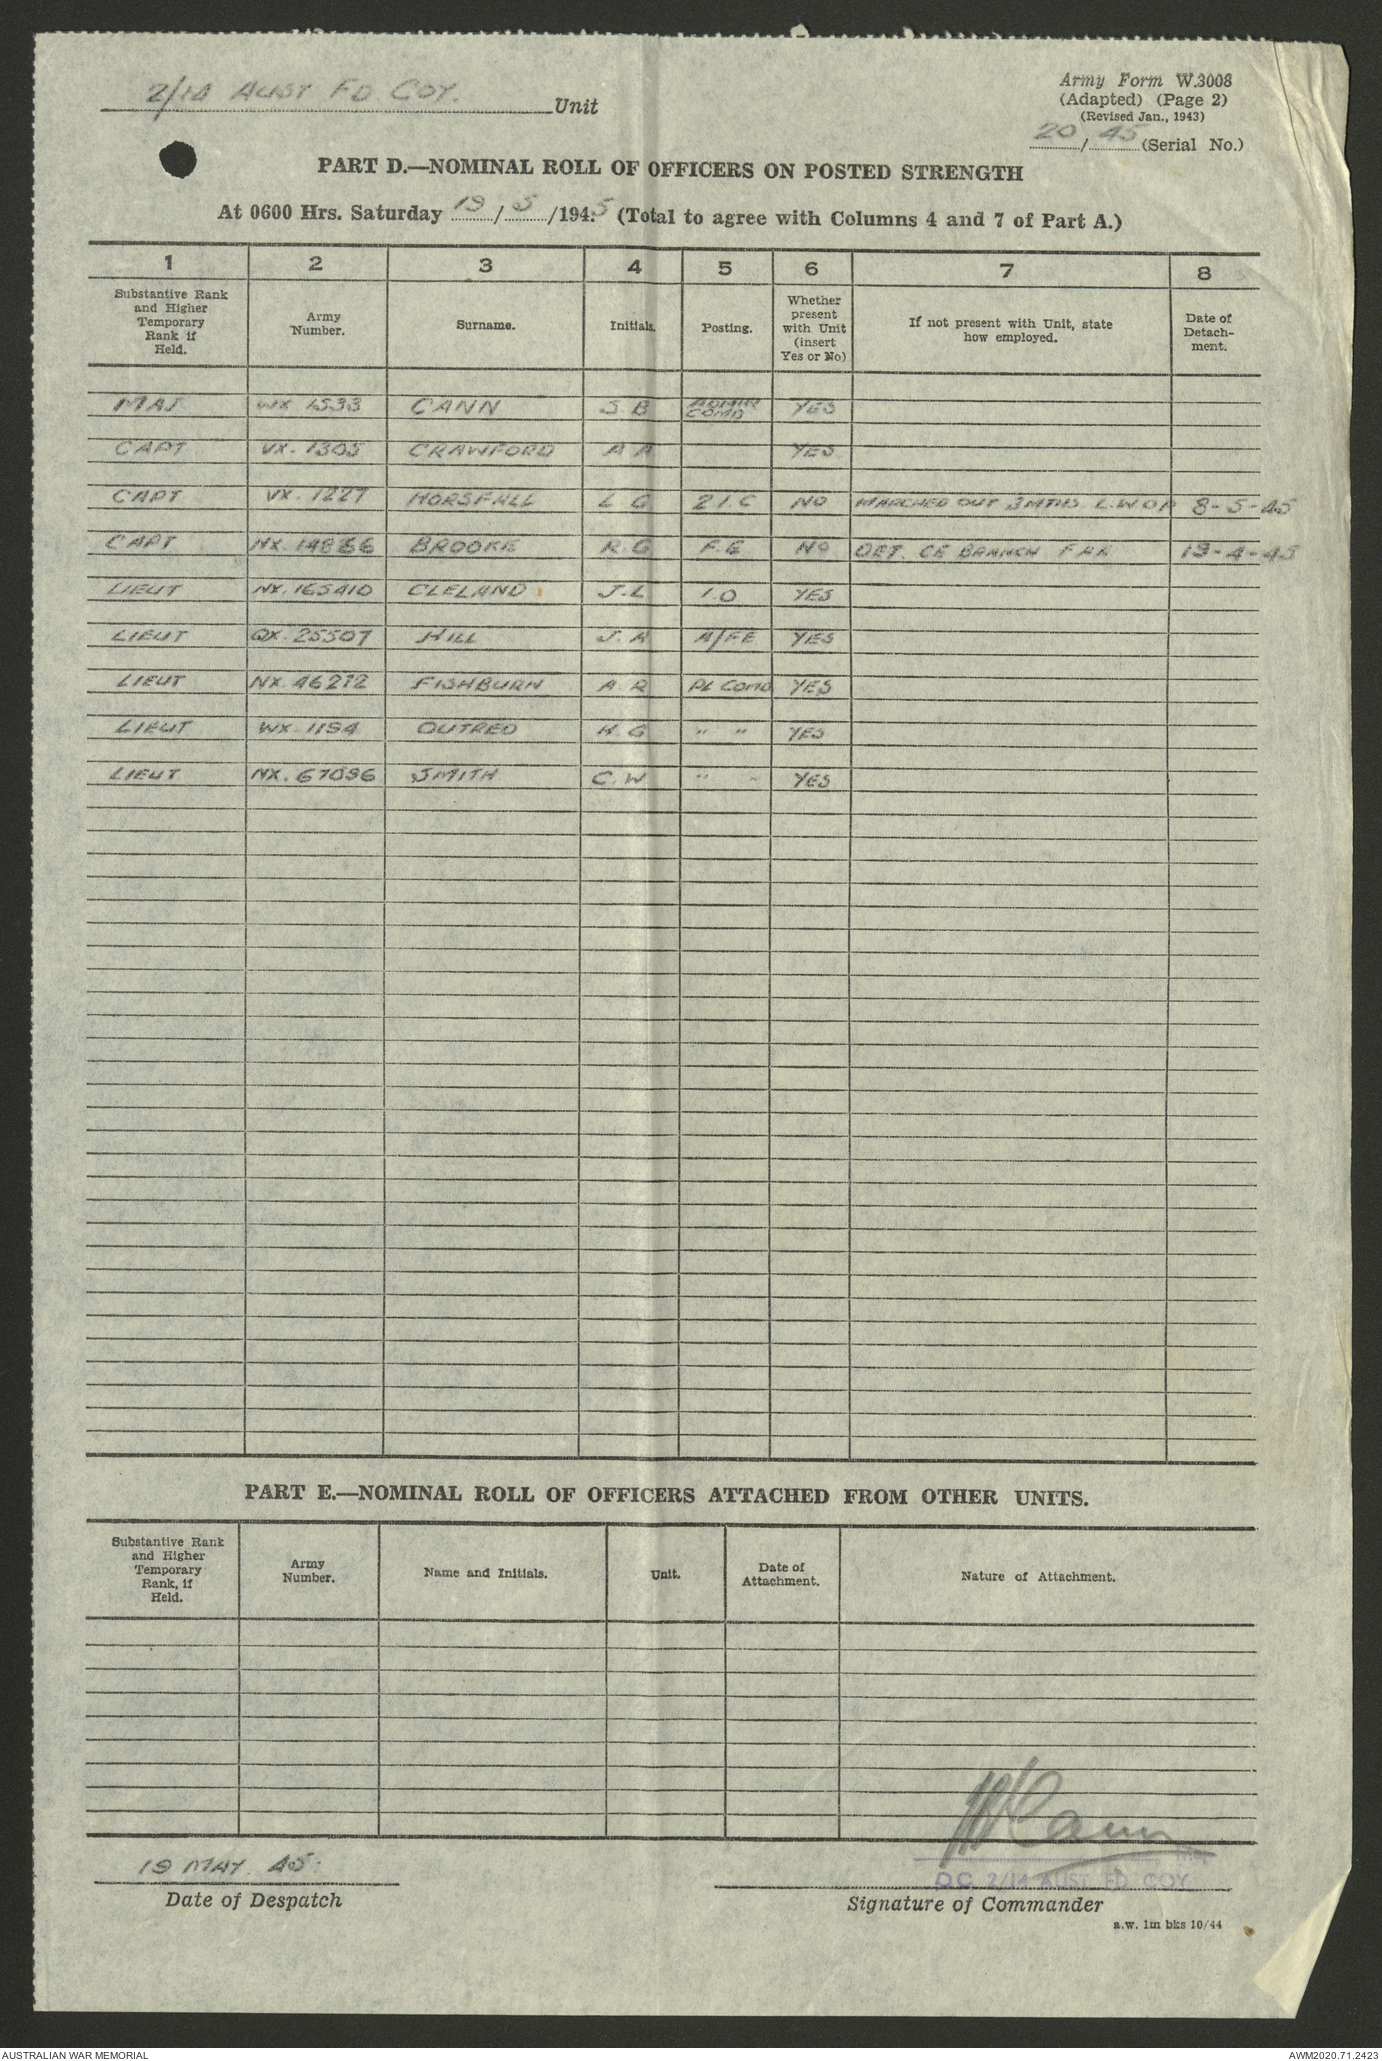 2/14 AUST FD COY. Unit
Army Form W.3008
(Adapted) (Page 2)
(Revised Jan., 1943)
20/45 (Serial No.)
PART D.—NOMINAL ROLL OF OFFICERS ON POSTED STRENGTH
At 0600 Hrs. Saturday 19/5/1945 (Total to agree with Columns 4 and 7 of Part A.)
1 2 3 4 5 6 7 8
Substantive Rank and Higher Temporary Rank if Held. Army Number. Surname. Initials. Posting. Whether present with Unit (insert Yes or No) If not present with Unit, state how employed. Date of Detachment.
MAJ WX 1533 CANN S B ADMIN COMD YES
CAPT VX. 1305 CRAWFORD A A YES
CAPT VX. 1227 HORSFALL L G 2 I.C NO MARCHED OUT 3 MTHS L.W.O.P 8-5-45
CAPT NX. 14866 BROOKE R.G F.E NO DET. CE BRANCH 19-4-45
LIEUT NX. 165410 CLELAND J.L I.O YES
LIEUT QX. 25507 HILL J. A A/FE YES
LIEUT NX. 46272 FISHBURN A. R PL COMD YES
LIEUT WX. 1194 OUTRED H. G " " YES
LIEUT NX. 67096 SMITH C. W " " YES
PART E.—NOMINAL ROLL OF OFFICERS ATTACHED FROM OTHER UNITS.
Substantive Rank and Higher Temporary Rank, if Held. Army Number. Name and Initials. Unit. Date of Attachment. Nature of Attachment.
Cann
19 MAY. 45.
O.C. 2/14 AUST. FD. COY
Date of Despatch
Signature of Commander
a.w. 1m bks 10/44
AUSTRALIAN WAR MEMORIAL
AWM2020.71.2423